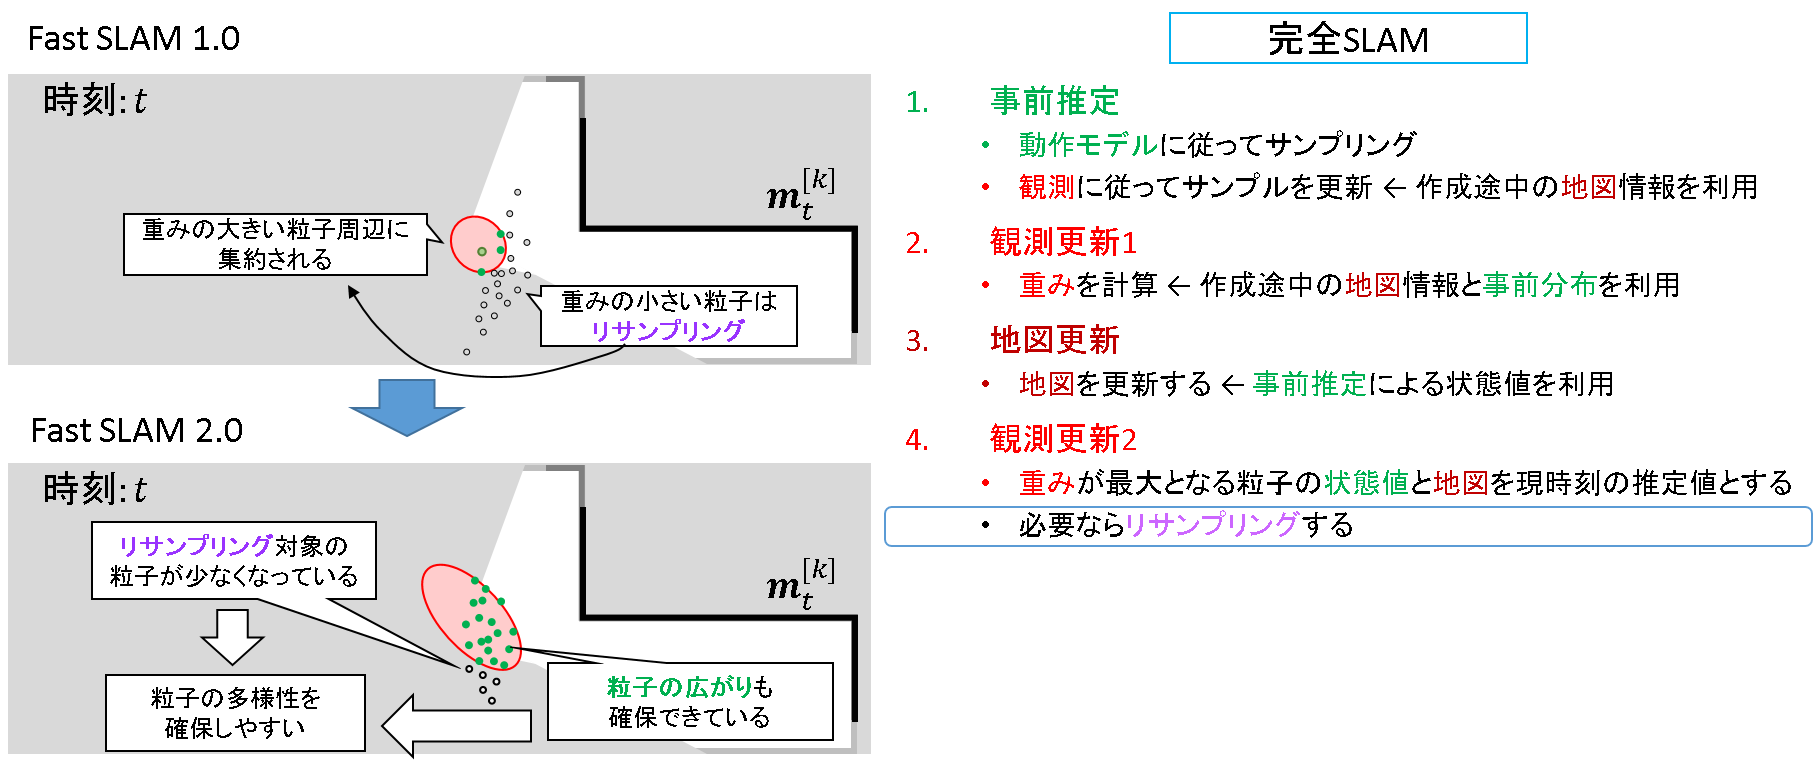 Fast SLAM 1.0
時刻: t
m_t^[k]
重みの大きい粒子周辺に
集約される
重みの小さい粒子は
リサンプリング
Fast SLAM 2.0
時刻: t
リサンプリング対象の
粒子が少なくなっている
m_t^[k]
粒子の多様性を
確保しやすい
粒子の広がりも
確保できている
完全SLAM
1. 事前推定
• 動作モデルに従ってサンプリング
• 観測に従ってサンプルを更新 ← 作成途中の地図情報を利用
2. 観測更新1
• 重みを計算 ← 作成途中の地図情報と事前分布を利用
3. 地図更新
• 地図を更新する ← 事前推定による状態値を利用
4. 観測更新2
• 重みが最大となる粒子の状態値と地図を現時刻の推定値とする
• 必要ならリサンプリングする